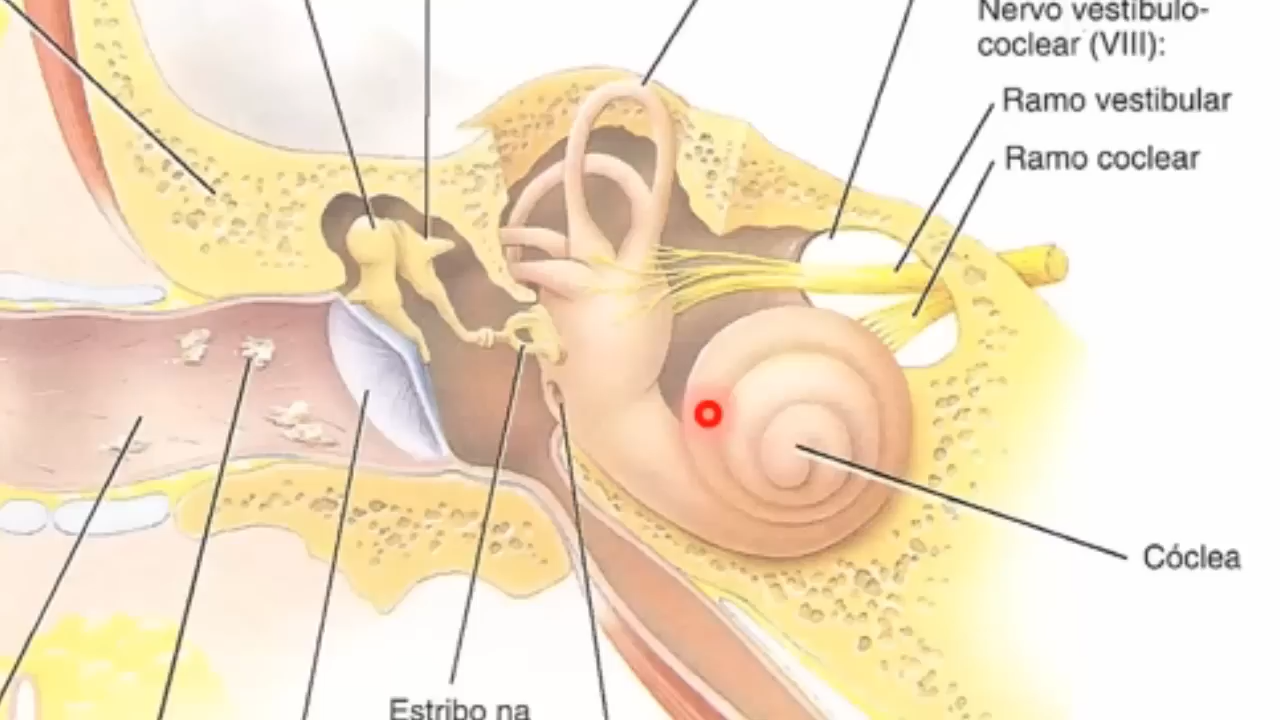 Nervo vestíbulo-
coclear (VIII):
Ramo vestibular
Ramo coclear
Cóclea
Estribo na